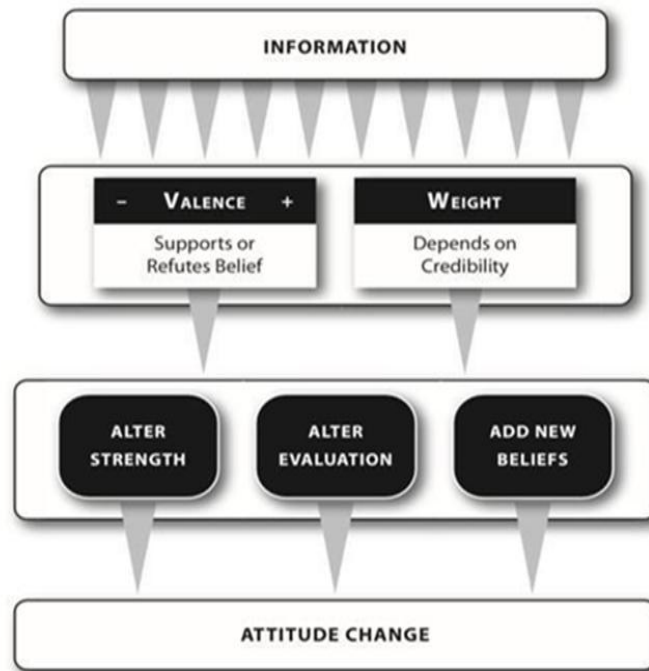 INFORMATION
– VALENCE +
Supports or
Refutes Belief
WEIGHT
Depends on
Credibility
ALTER
STRENGTH
ALTER
EVALUATION
ADD NEW
BELIEFS
ATTITUDE CHANGE